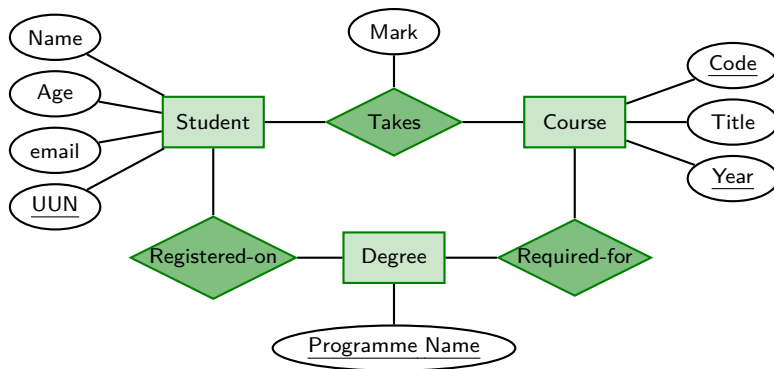 Name
Mark
Age
Code
Student
Takes
Course
Title
email
Year
UUN
Registered-on
Degree
Required-for
Programme Name